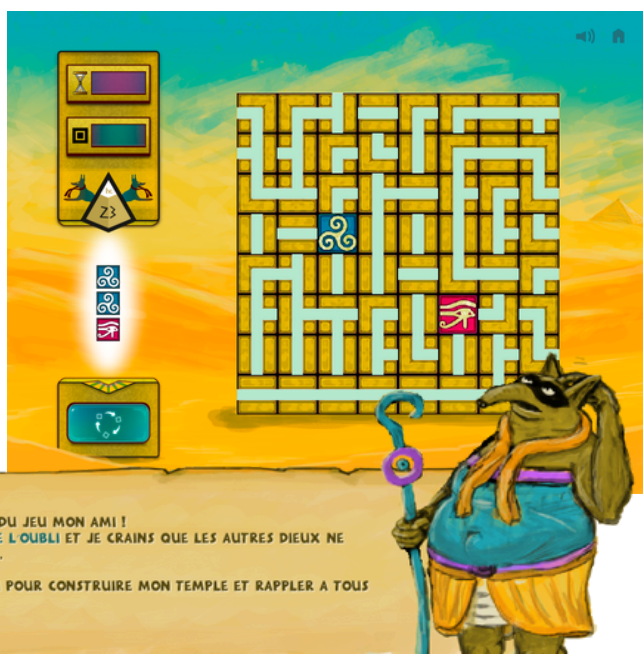 23
DU JEU MON AMI !
L'OUBLI ET JE CRAINS QUE LES AUTRES DIEUX NE
.
POUR CONSTRUIRE MON TEMPLE ET RAPPLER A TOUS